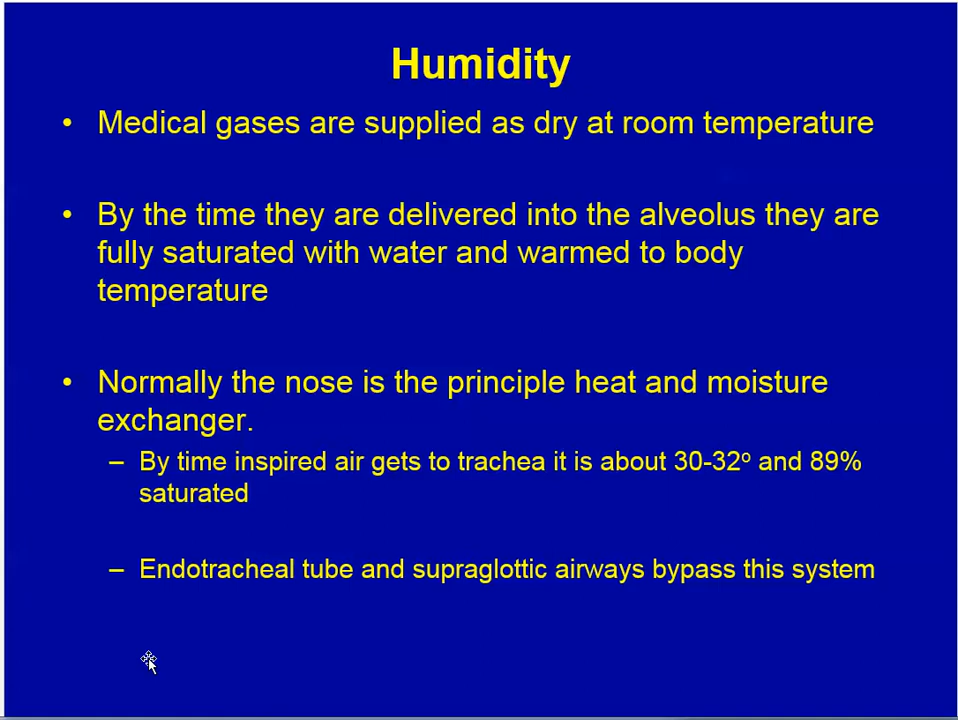 Humidity
• Medical gases are supplied as dry at room temperature
• By the time they are delivered into the alveolus they are
fully saturated with water and warmed to body
temperature
• Normally the nose is the principle heat and moisture
exchanger.
– By time inspired air gets to trachea it is about 30-32º and 89%
saturated
– Endotracheal tube and supraglottic airways bypass this system